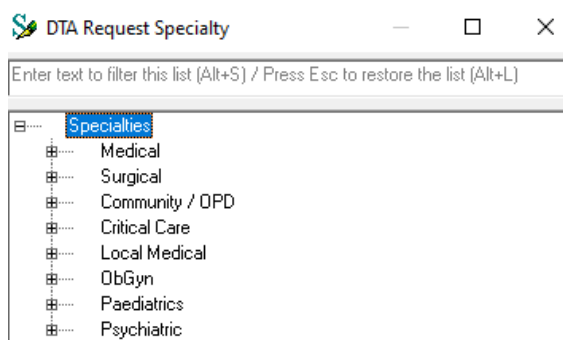 DTA Request Specialty
Enter text to filter this list (Alt+S) / Press Esc to restore the list (Alt+L)
Specialties
Medical
Surgical
Community / OPD
Critical Care
Local Medical
ObGyn
Paediatrics
Psychiatric